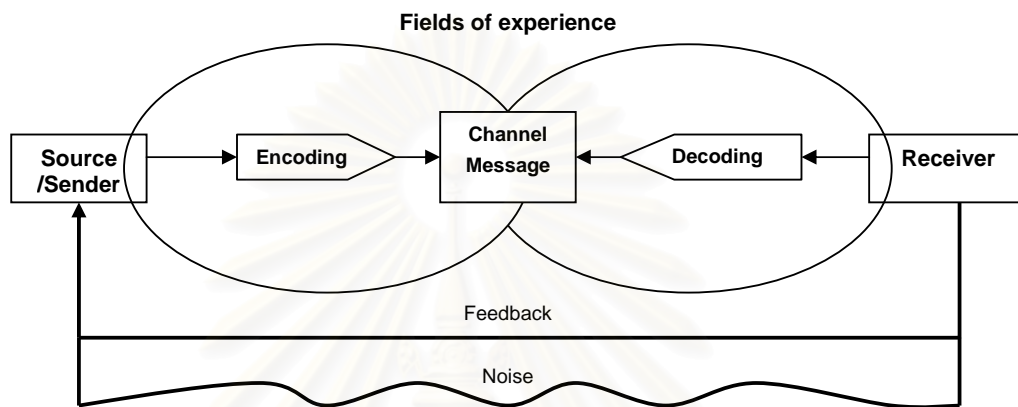 Fields of experience
Source
/Sender
Encoding
Channel
Message
Decoding
Receiver
Feedback
Noise